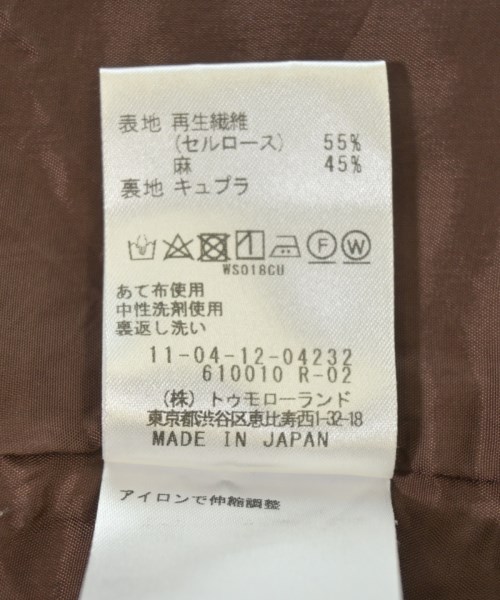 表地 再生繊維
(セルロース) 55%
麻 45%
裏地 キュプラ
F W
WS018CU
あて布使用
中性洗剤使用
裏返し洗い
11-04-12-04232
610010 R-02
(株) トゥモローランド
東京都渋谷区恵比寿西1-32-18
MADE IN JAPAN
アイロンで伸縮調整